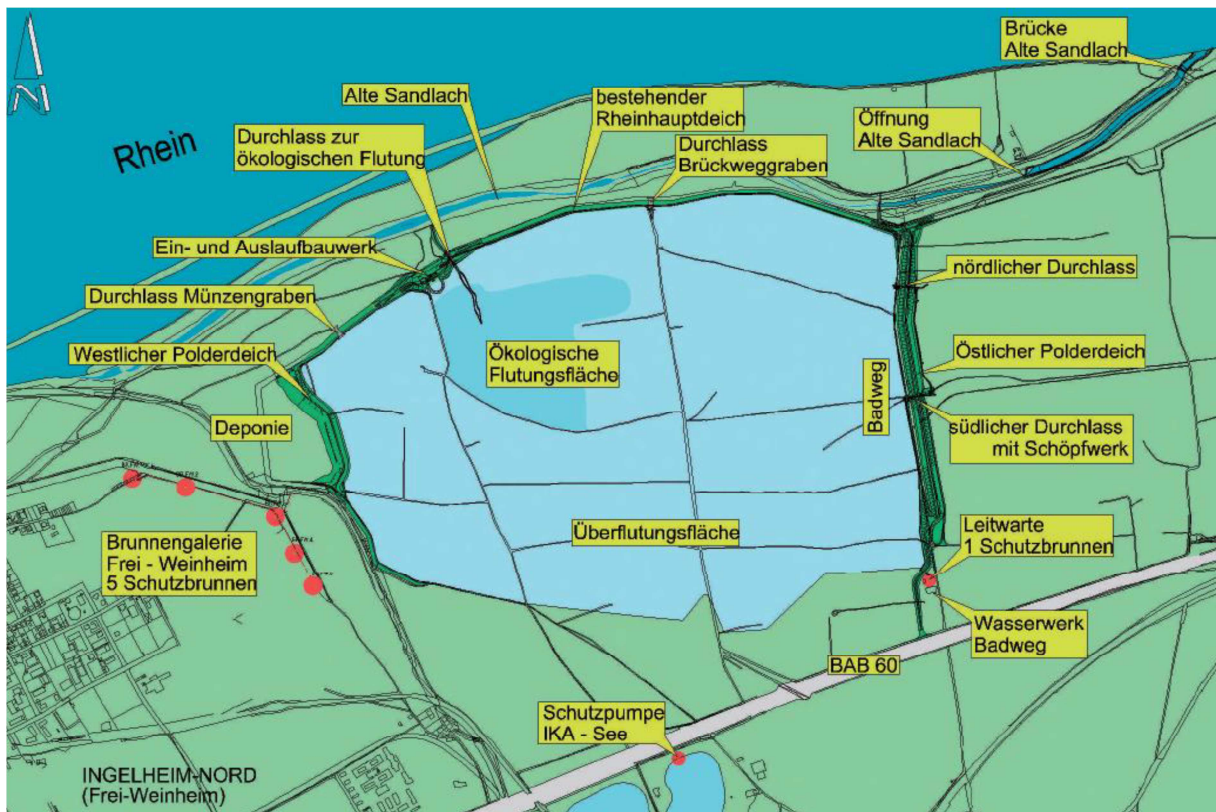 Brücke
Alte Sandlach
Alte Sandlach
bestehender
Rheinhauptdeich
Öffnung
Alte Sandlach
Rhein
Durchlass zur
ökologischen Flutung
Durchlass
Brückweggraben
Ein- und Auslaufbauwerk
nördlicher Durchlass
Durchlass Münzengraben
Westlicher Polderdeich
Ökologische
Flutungsfläche
Östlicher Polderdeich
Badweg
Deponie
südlicher Durchlass
mit Schöpfwerk
Überflutungsfläche
Leitwarte
1 Schutzbrunnen
Brunnengalerie
Frei - Weinheim
5 Schutzbrunnen
Wasserwerk
Badweg
BAB 60
Schutzpumpe
IKA - See
INGELHEIM-NORD
(Frei-Weinheim)
N